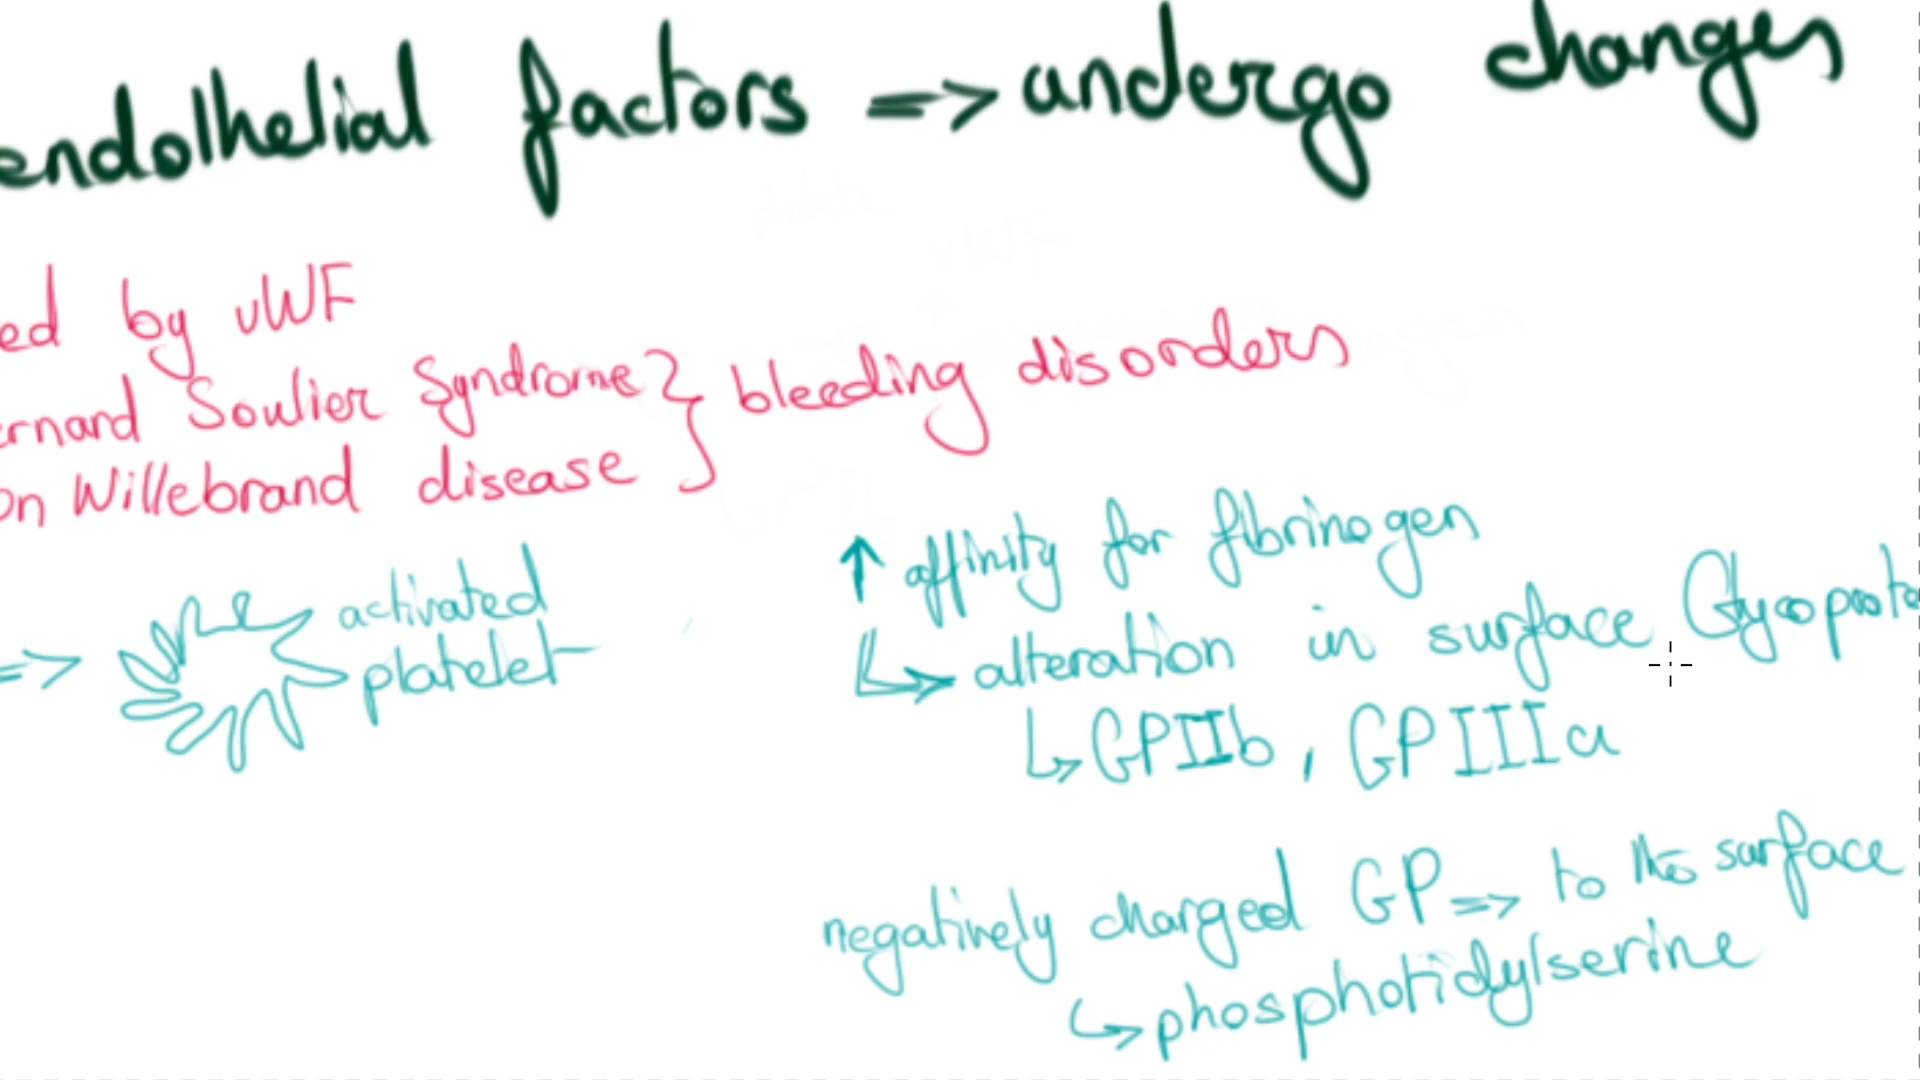 endolhelial factors => undergo changes
ed by vWF
ernard Soulier Syndrome } bleeding disorders
on Willebrand disease
↑ affinity for fibrinogen
=> activated
platelet
↳ alteration in surface Glycoprote
↳ GPIIb, GPIIIa
negatively charged GP => to the surface
↳ phosphotidylserine